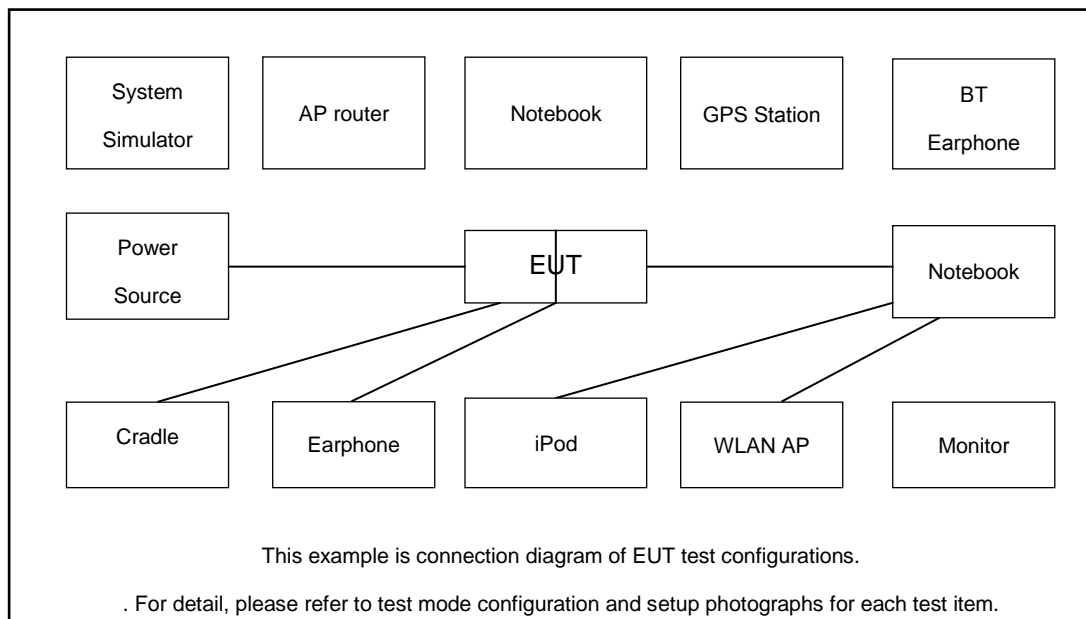 System
Simulator
AP router
Notebook
GPS Station
BT
Earphone
Power
Source
EUT
Notebook
Cradle
Earphone
iPod
WLAN AP
Monitor
This example is connection diagram of EUT test configurations.
. For detail, please refer to test mode configuration and setup photographs for each test item.